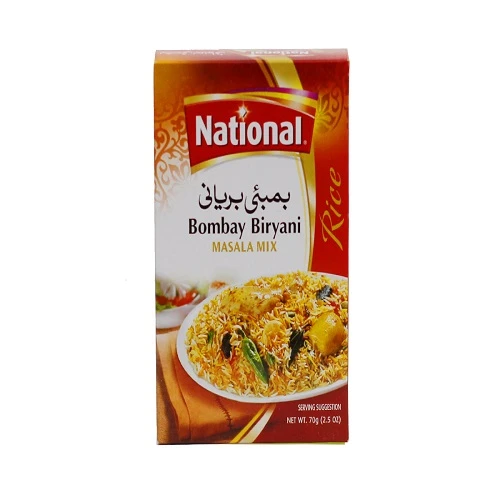 National
بمبئی بریانی
Bombay Biryani
MASALA MIX
Rice
SERVING SUGGESTION
NET WT. 70g (2.5 OZ)